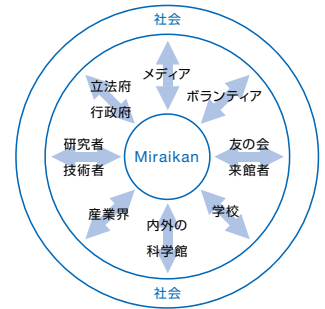 社会
メディア
立法府
行政府
ボランティア
研究者
技術者
Miraikan
友の会
来館者
産業界
内外の
科学館
学校
社会